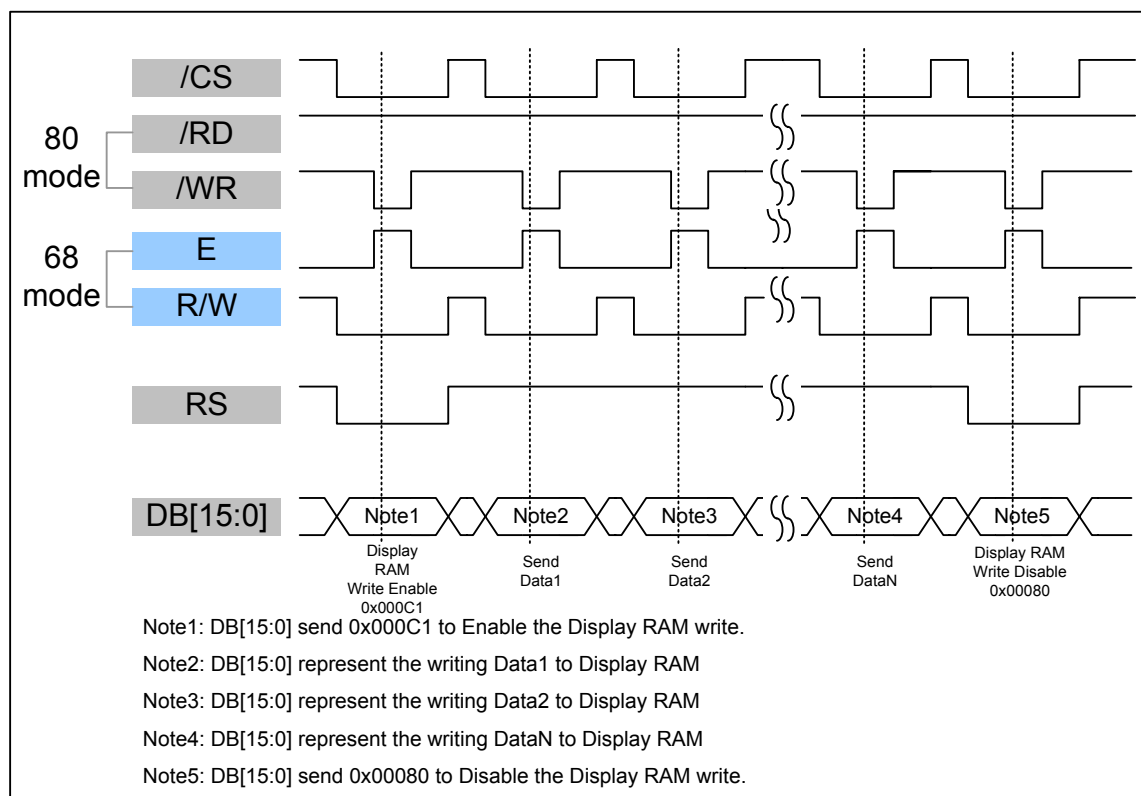 /CS
80
mode
/RD
/WR
68
mode
E
R/W
RS
DB[15:0]
Note1
Note2
Note3
Note4
Note5
Display
RAM
Write Enable
0x000C1
Send
Data1
Send
Data2
Send
DataN
Display RAM
Write Disable
0x00080
Note1: DB[15:0] send 0x000C1 to Enable the Display RAM write.
Note2: DB[15:0] represent the writing Data1 to Display RAM
Note3: DB[15:0] represent the writing Data2 to Display RAM
Note4: DB[15:0] represent the writing DataN to Display RAM
Note5: DB[15:0] send 0x00080 to Disable the Display RAM write.